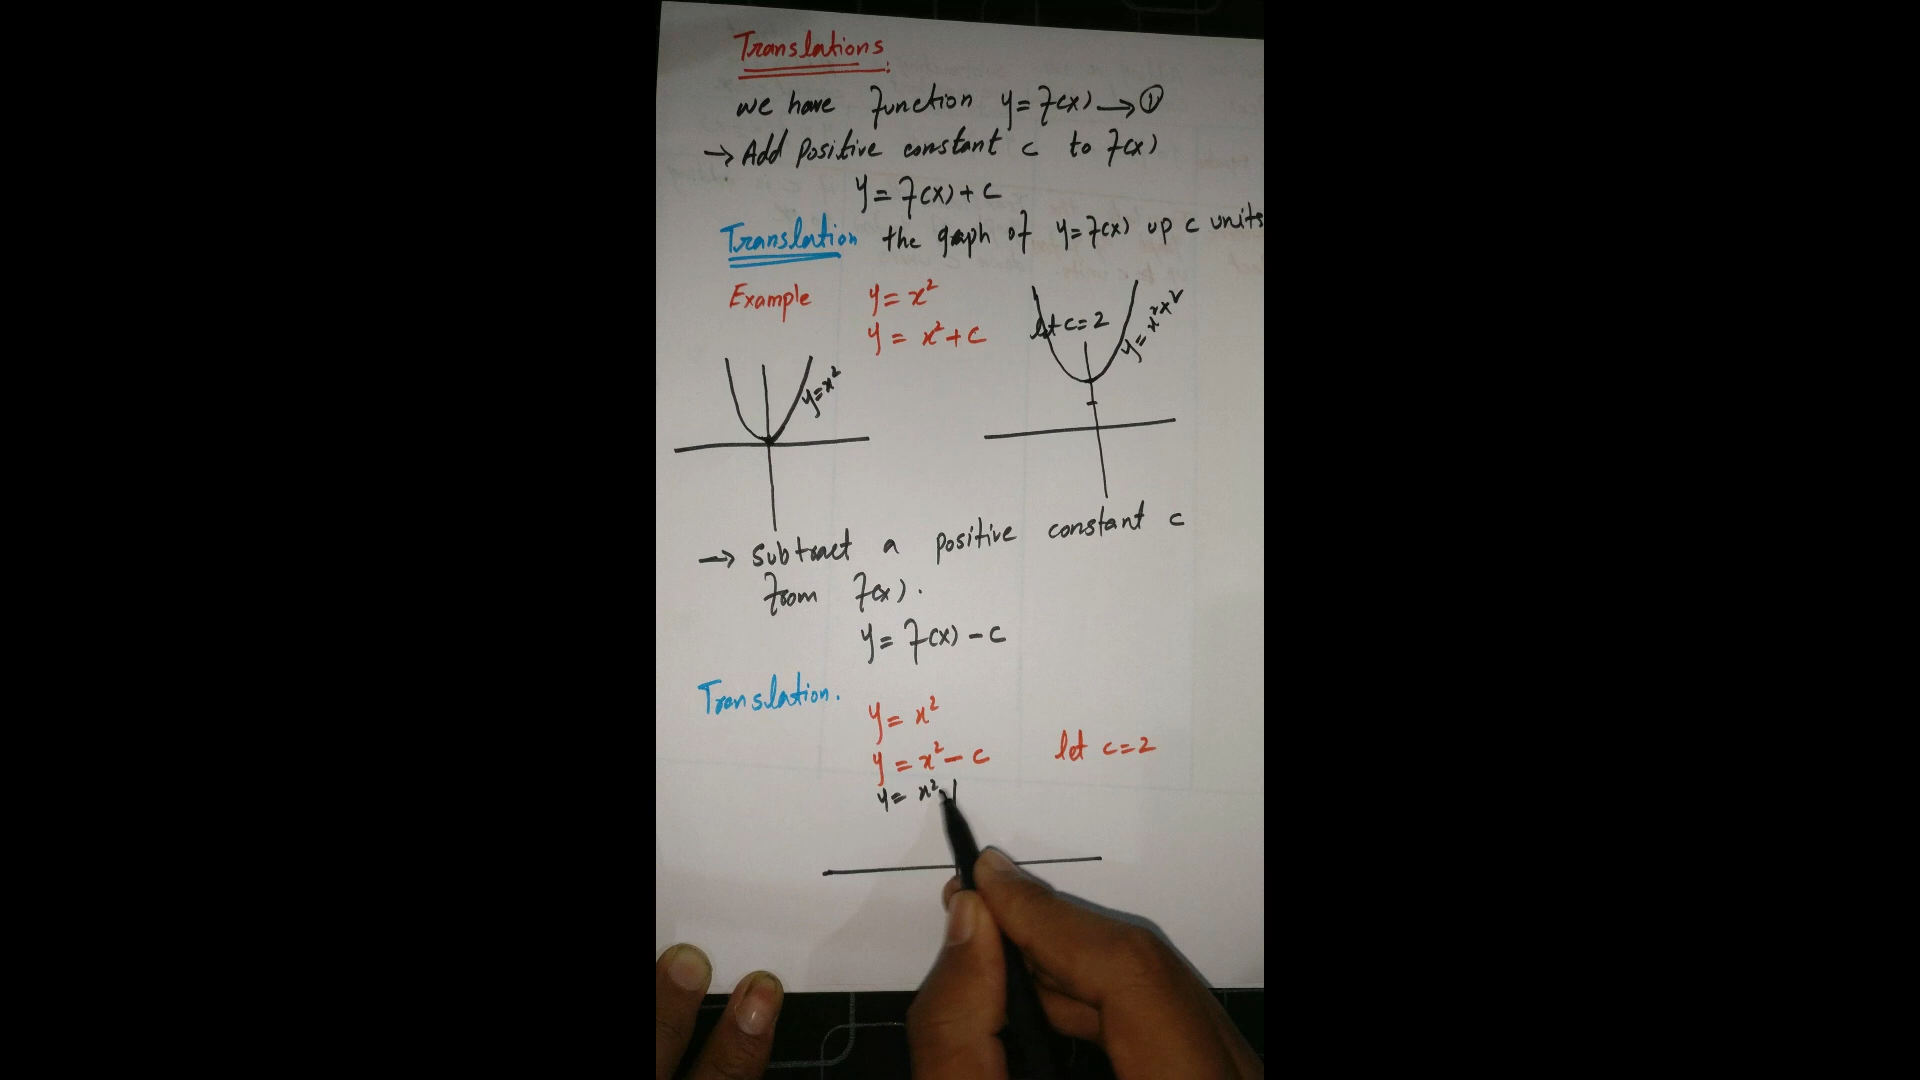 Translations:
we have function y = f(x) → ①
→ Add positive constant c to f(x)
y = f(x) + c
Translation the graph of y = f(x) up c units
Example y = x²
y = x² + c
let c = 2
y = x²
→ Subtract a positive constant c
from f(x).
y = f(x) - c
Translation.
y = x²
y = x² - c let c = 2
y = x²